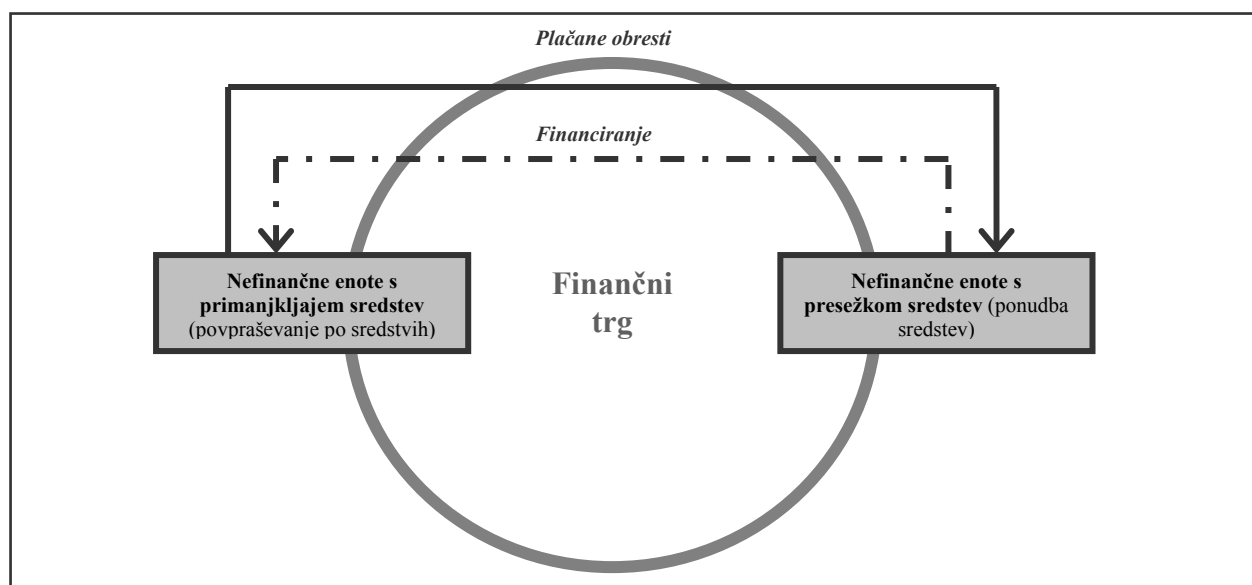 Plačane obresti
Financiranje
Finančni
trg
Nefinančne enote s
primanjkljajem sredstev
(povpraševanje po sredstvih)
Nefinančne enote s
presežkom sredstev (ponudba
sredstev)